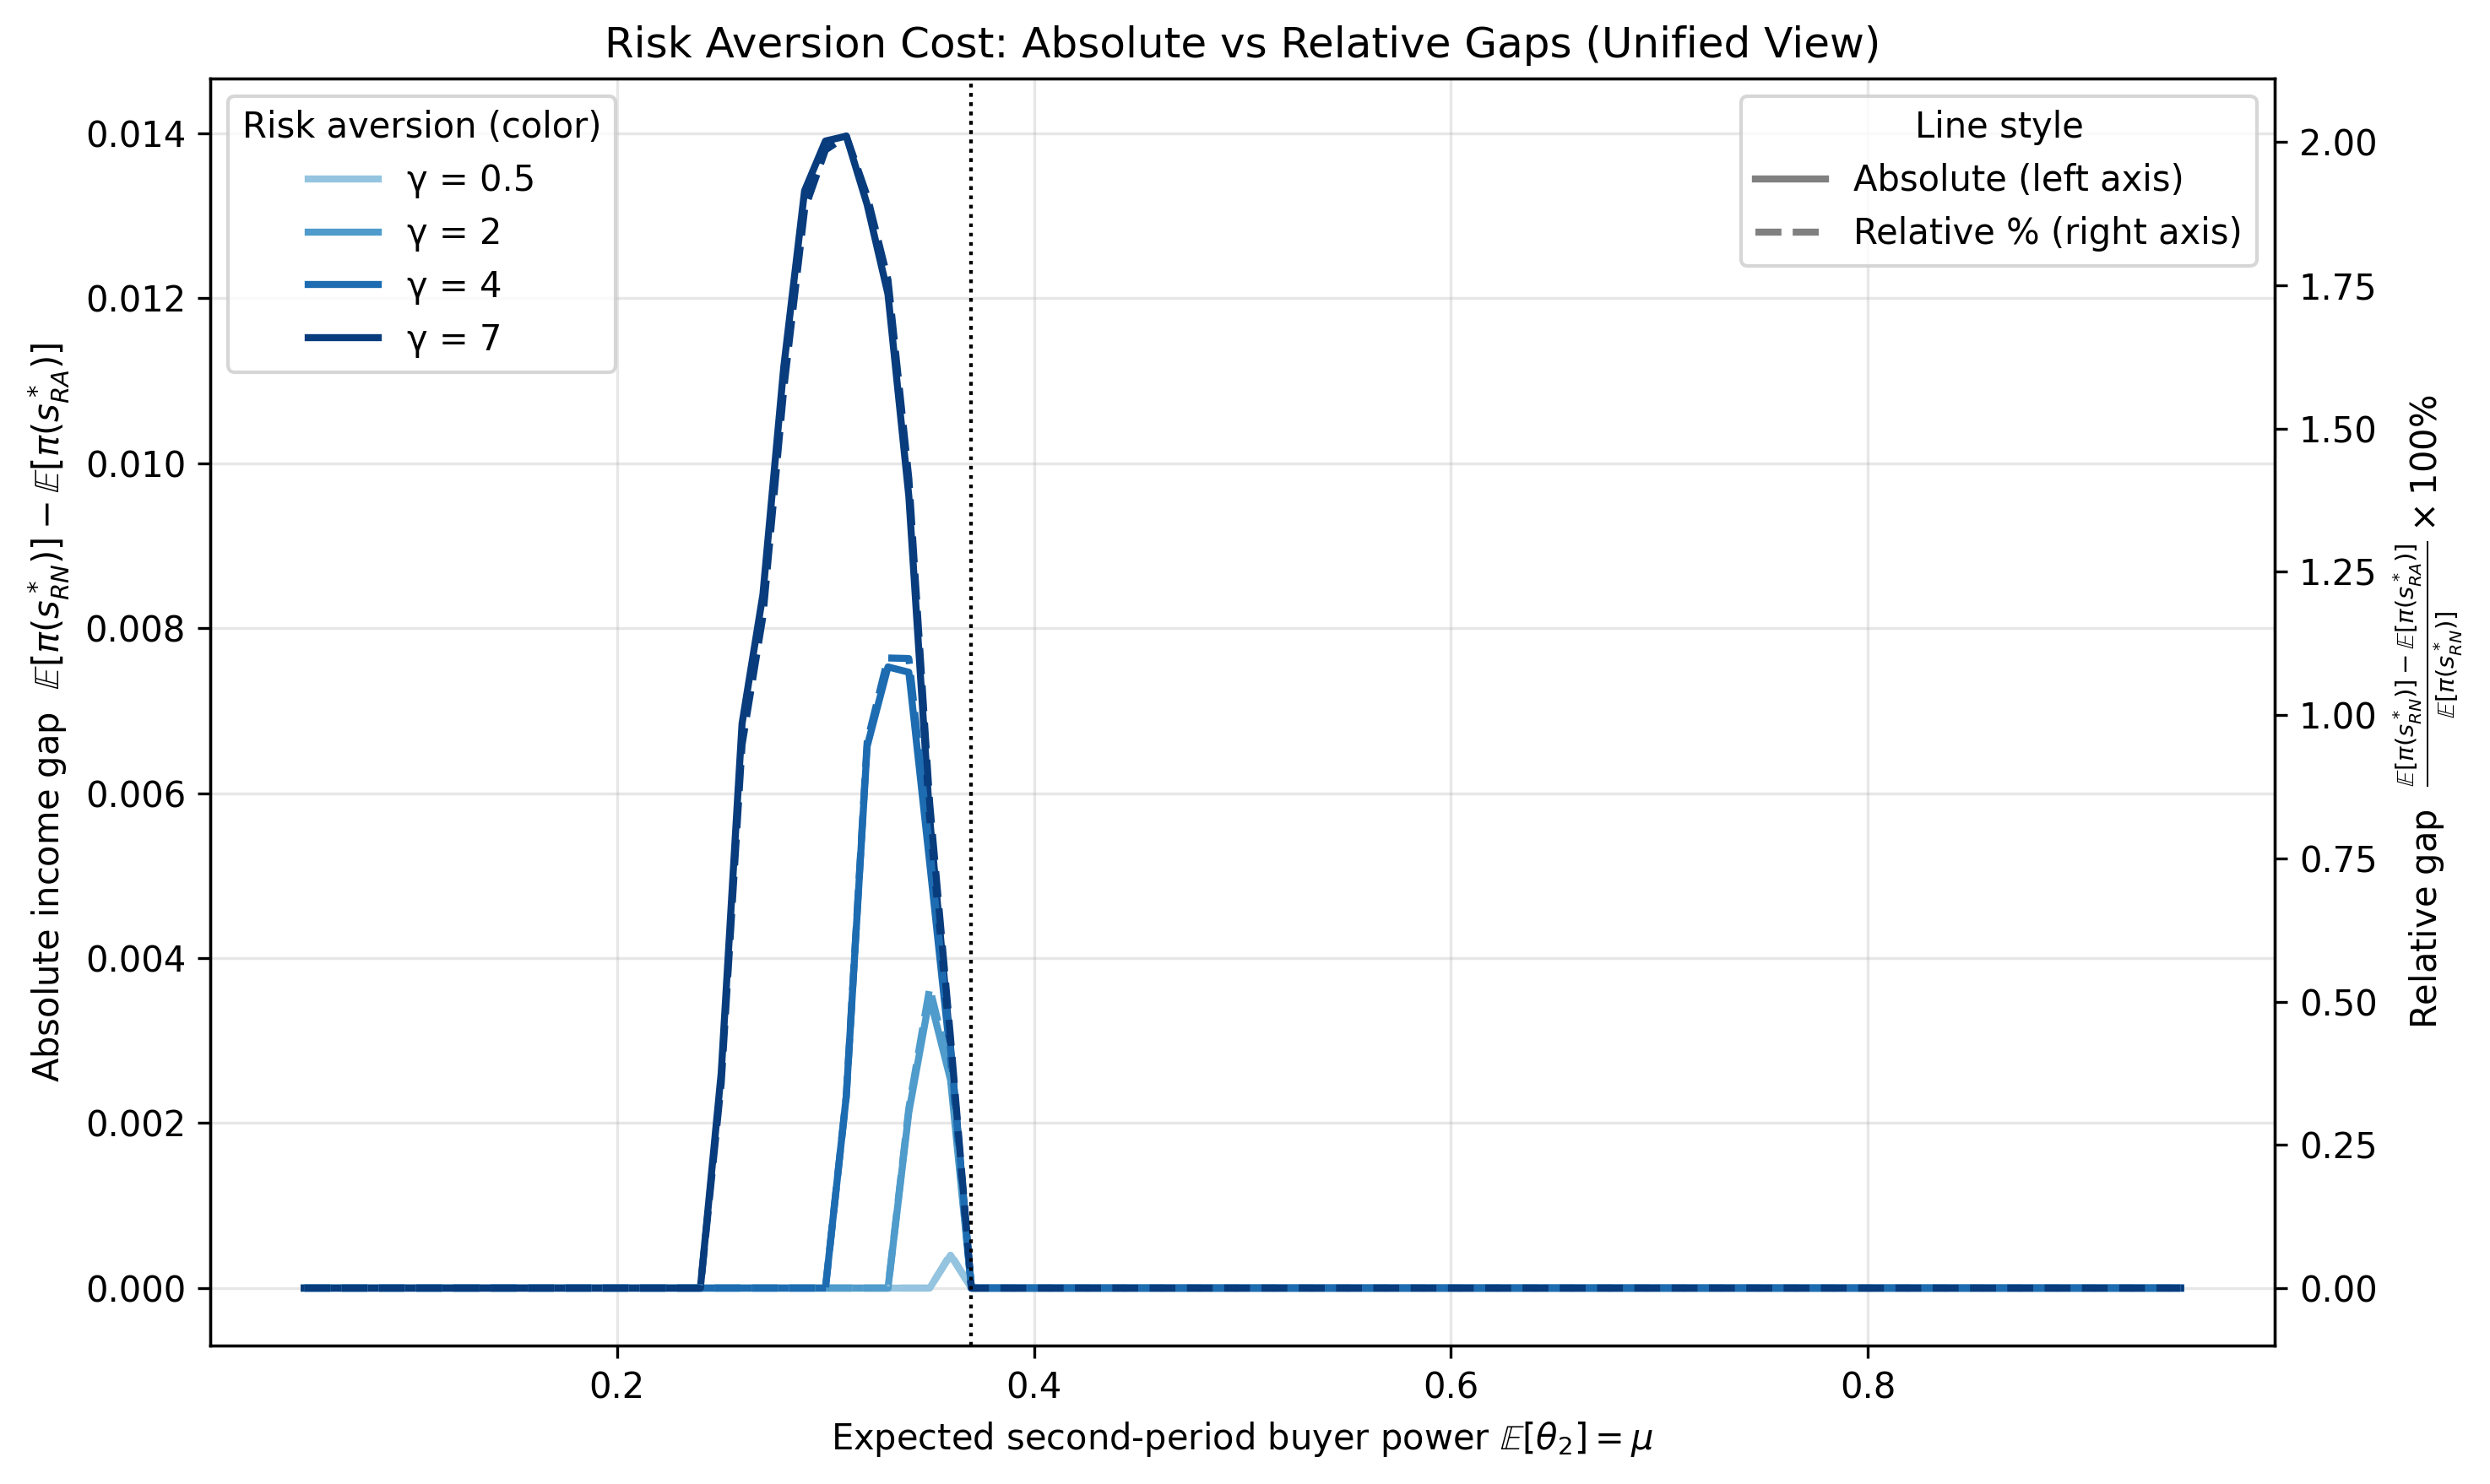 Risk Aversion Cost: Absolute vs Relative Gaps (Unified View)
Risk aversion (color)
γ = 0.5
γ = 2
γ = 4
γ = 7
Line style
Absolute (left axis)
Relative % (right axis)
Absolute income gap 𝔼[π(s*_RN)] − 𝔼[π(s*_RA)]
0.014
0.012
0.010
0.008
0.006
0.004
0.002
0.000
2.00
1.75
1.50
1.25
1.00
0.75
0.50
0.25
0.00
Relative gap (𝔼[π(s*_RN)] − 𝔼[π(s*_RA)]) / 𝔼[π(s*_RN)] × 100%
0.2 0.4 0.6 0.8
Expected second-period buyer power 𝔼[θ₂] = μ